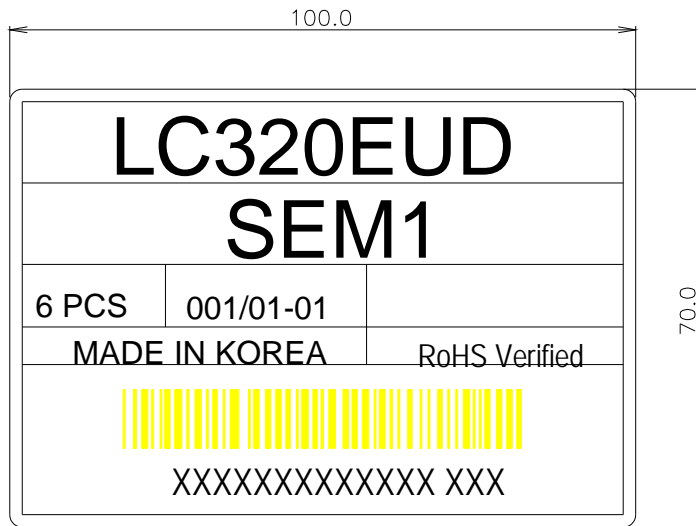 100.0
LC320EUD
SEM1
6 PCS 001/01-01
70.0
MADE IN KOREA RoHS Verified
XXXXXXXXXXXXX XXX